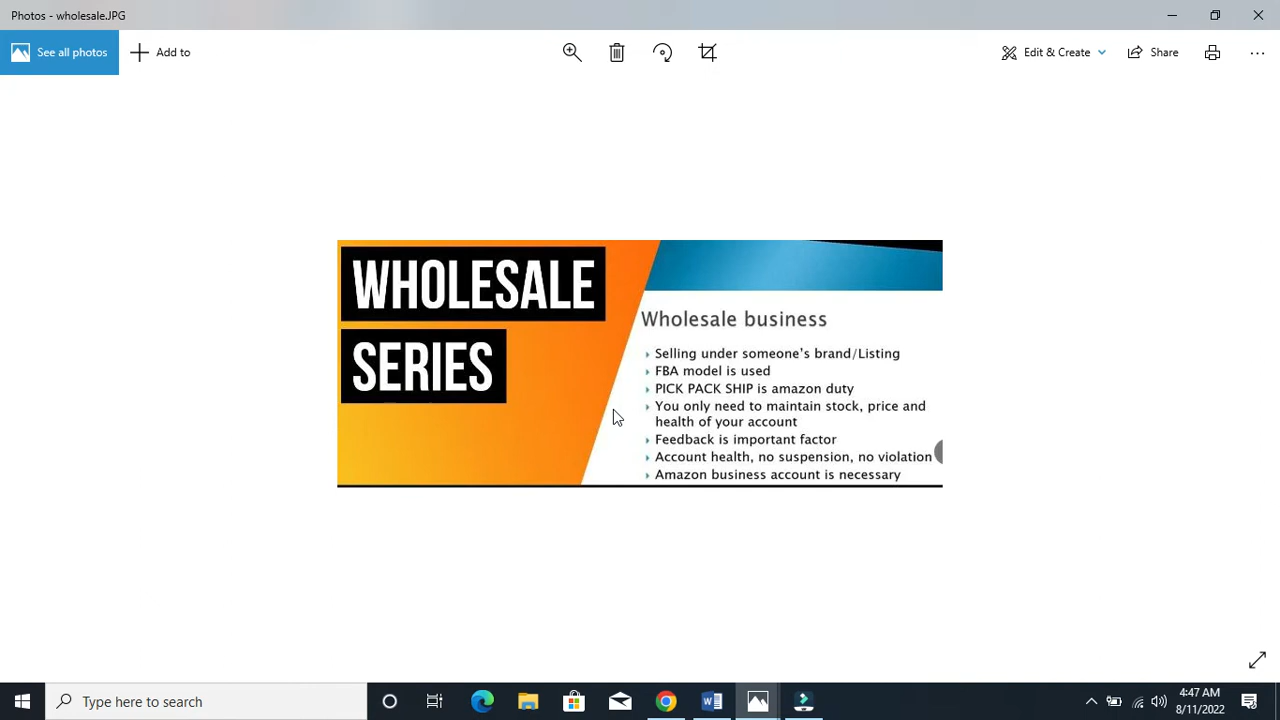 Photos - wholesale.JPG
See all photos
Add to
Edit & Create
Share
WHOLESALE
SERIES
Wholesale business
Selling under someone's brand/Listing
FBA model is used
PICK PACK SHIP is amazon duty
You only need to maintain stock, price and
health of your account
Feedback is important factor
Account health, no suspension, no violation
Amazon business account is necessary
Type here to search
4:47 AM
8/11/2022